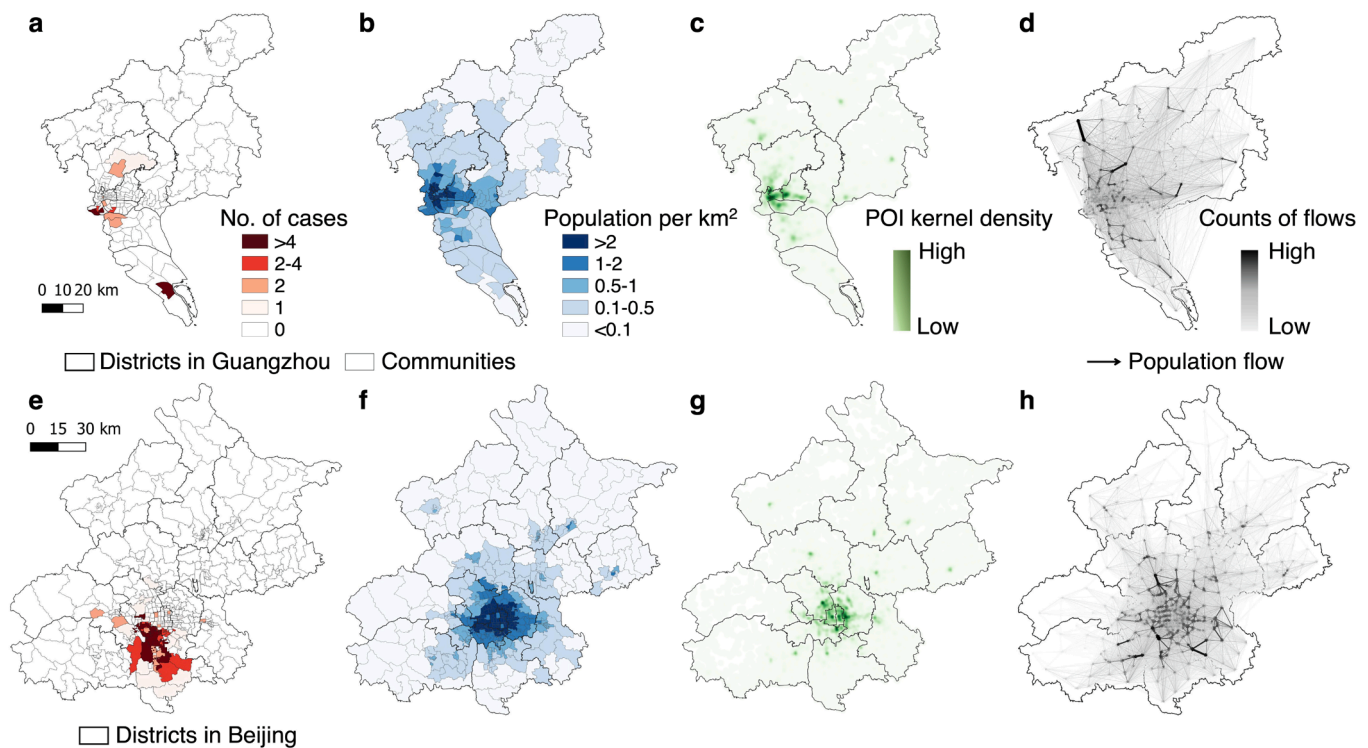 a
b
c
d
No. of cases
>4
2-4
2
1
0
0 10 20 km
Population per km²
>2
1-2
0.5-1
0.1-0.5
<0.1
POI kernel density
High
Low
Counts of flows
High
Low
Districts in Guangzhou
Communities
Population flow
e
f
g
h
0 15 30 km
Districts in Beijing